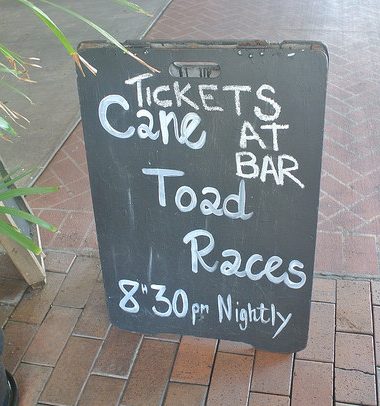 TICKETS
Cane AT
BAR
Toad
Races
8"30pm Nightly